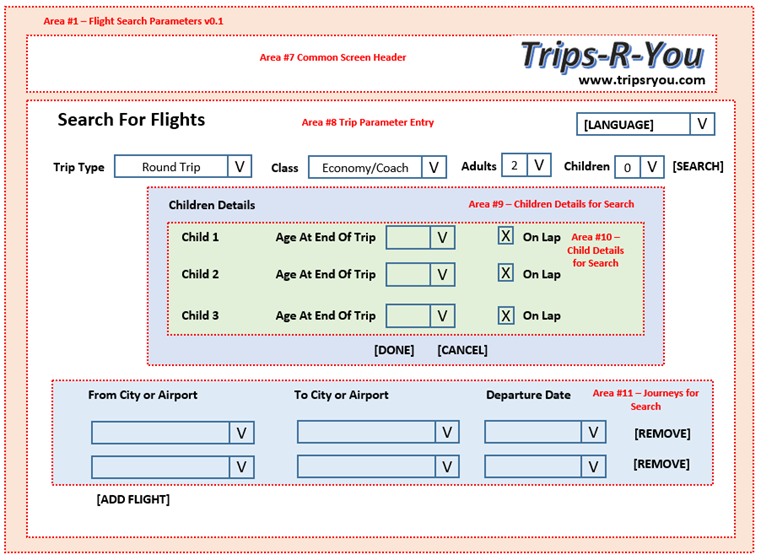 Area #1 – Flight Search Parameters v0.1
Area #7 Common Screen Header
Trips-R-You
www.tripsryou.com
Search For Flights
Area #8 Trip Parameter Entry
[LANGUAGE] V
Trip Type Round Trip V Class Economy/Coach V Adults 2 V Children 0 V [SEARCH]
Children Details
Area #9 – Children Details for Search
Child 1 Age At End Of Trip V X On Lap
Area #10 –
Child Details
for Search
Child 2 Age At End Of Trip V X On Lap
Child 3 Age At End Of Trip V X On Lap
[DONE] [CANCEL]
From City or Airport To City or Airport Departure Date
Area #11 – Journeys for
Search
V V V [REMOVE]
V V V [REMOVE]
[ADD FLIGHT]